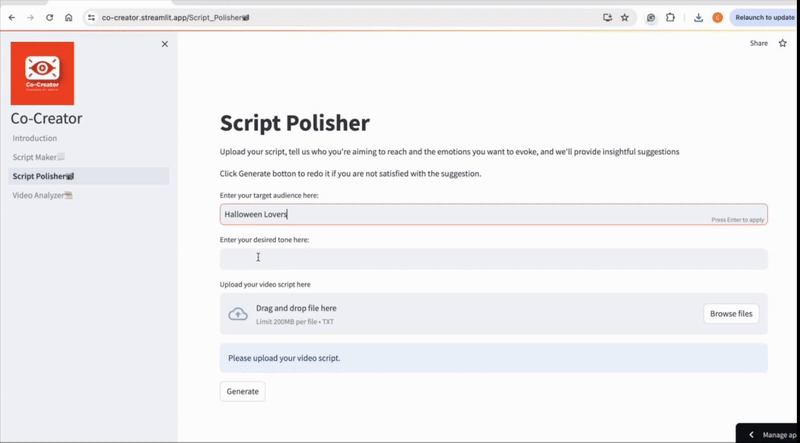 co-creator.streamlit.app/Script_Polisher📹
Relaunch to update
Share
Co-Creator
Co-Creator
Introduction
Script Maker📃
Script Polisher📹
Video Analyzer
Script Polisher
Upload your script, tell us who you're aiming to reach and the emotions you want to evoke, and we'll provide insightful suggestions
Click Generate botton to redo it if you are not satisfied with the suggestion.
Enter your target audience here:
Halloween Lovers
Press Enter to apply
Enter your desired tone here:
Upload your video script here
Drag and drop file here
Limit 200MB per file • TXT
Browse files
Please upload your video script.
Generate
Manage ap